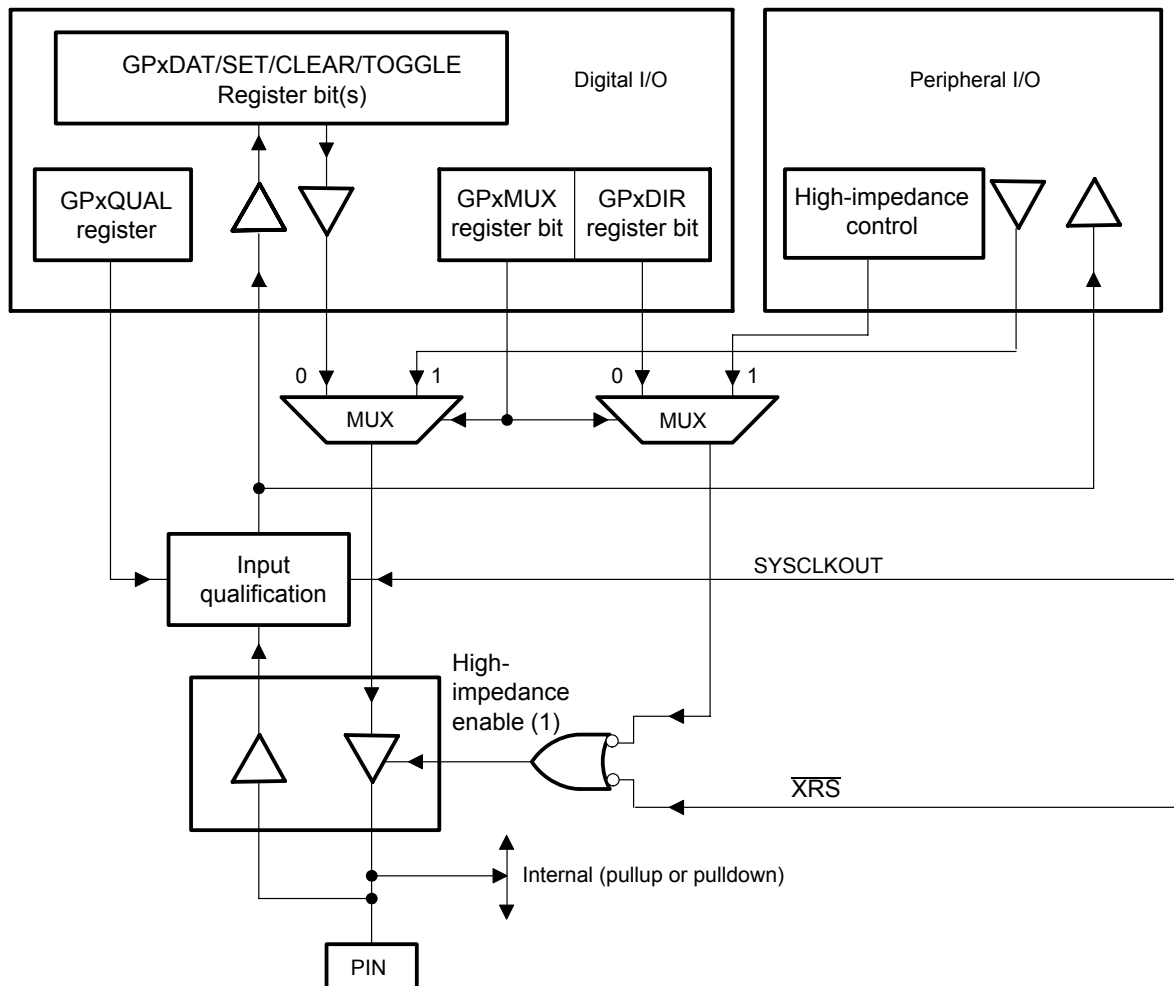 GPxDAT/SET/CLEAR/TOGGLE
Register bit(s)
Digital I/O
Peripheral I/O
GPxQUAL
register
GPxMUX
register bit
GPxDIR
register bit
High-impedance
control
0
1
0
1
MUX
MUX
Input
qualification
SYSCLKOUT
High-
impedance
enable (1)
X̅R̅S̅
Internal (pullup or pulldown)
PIN